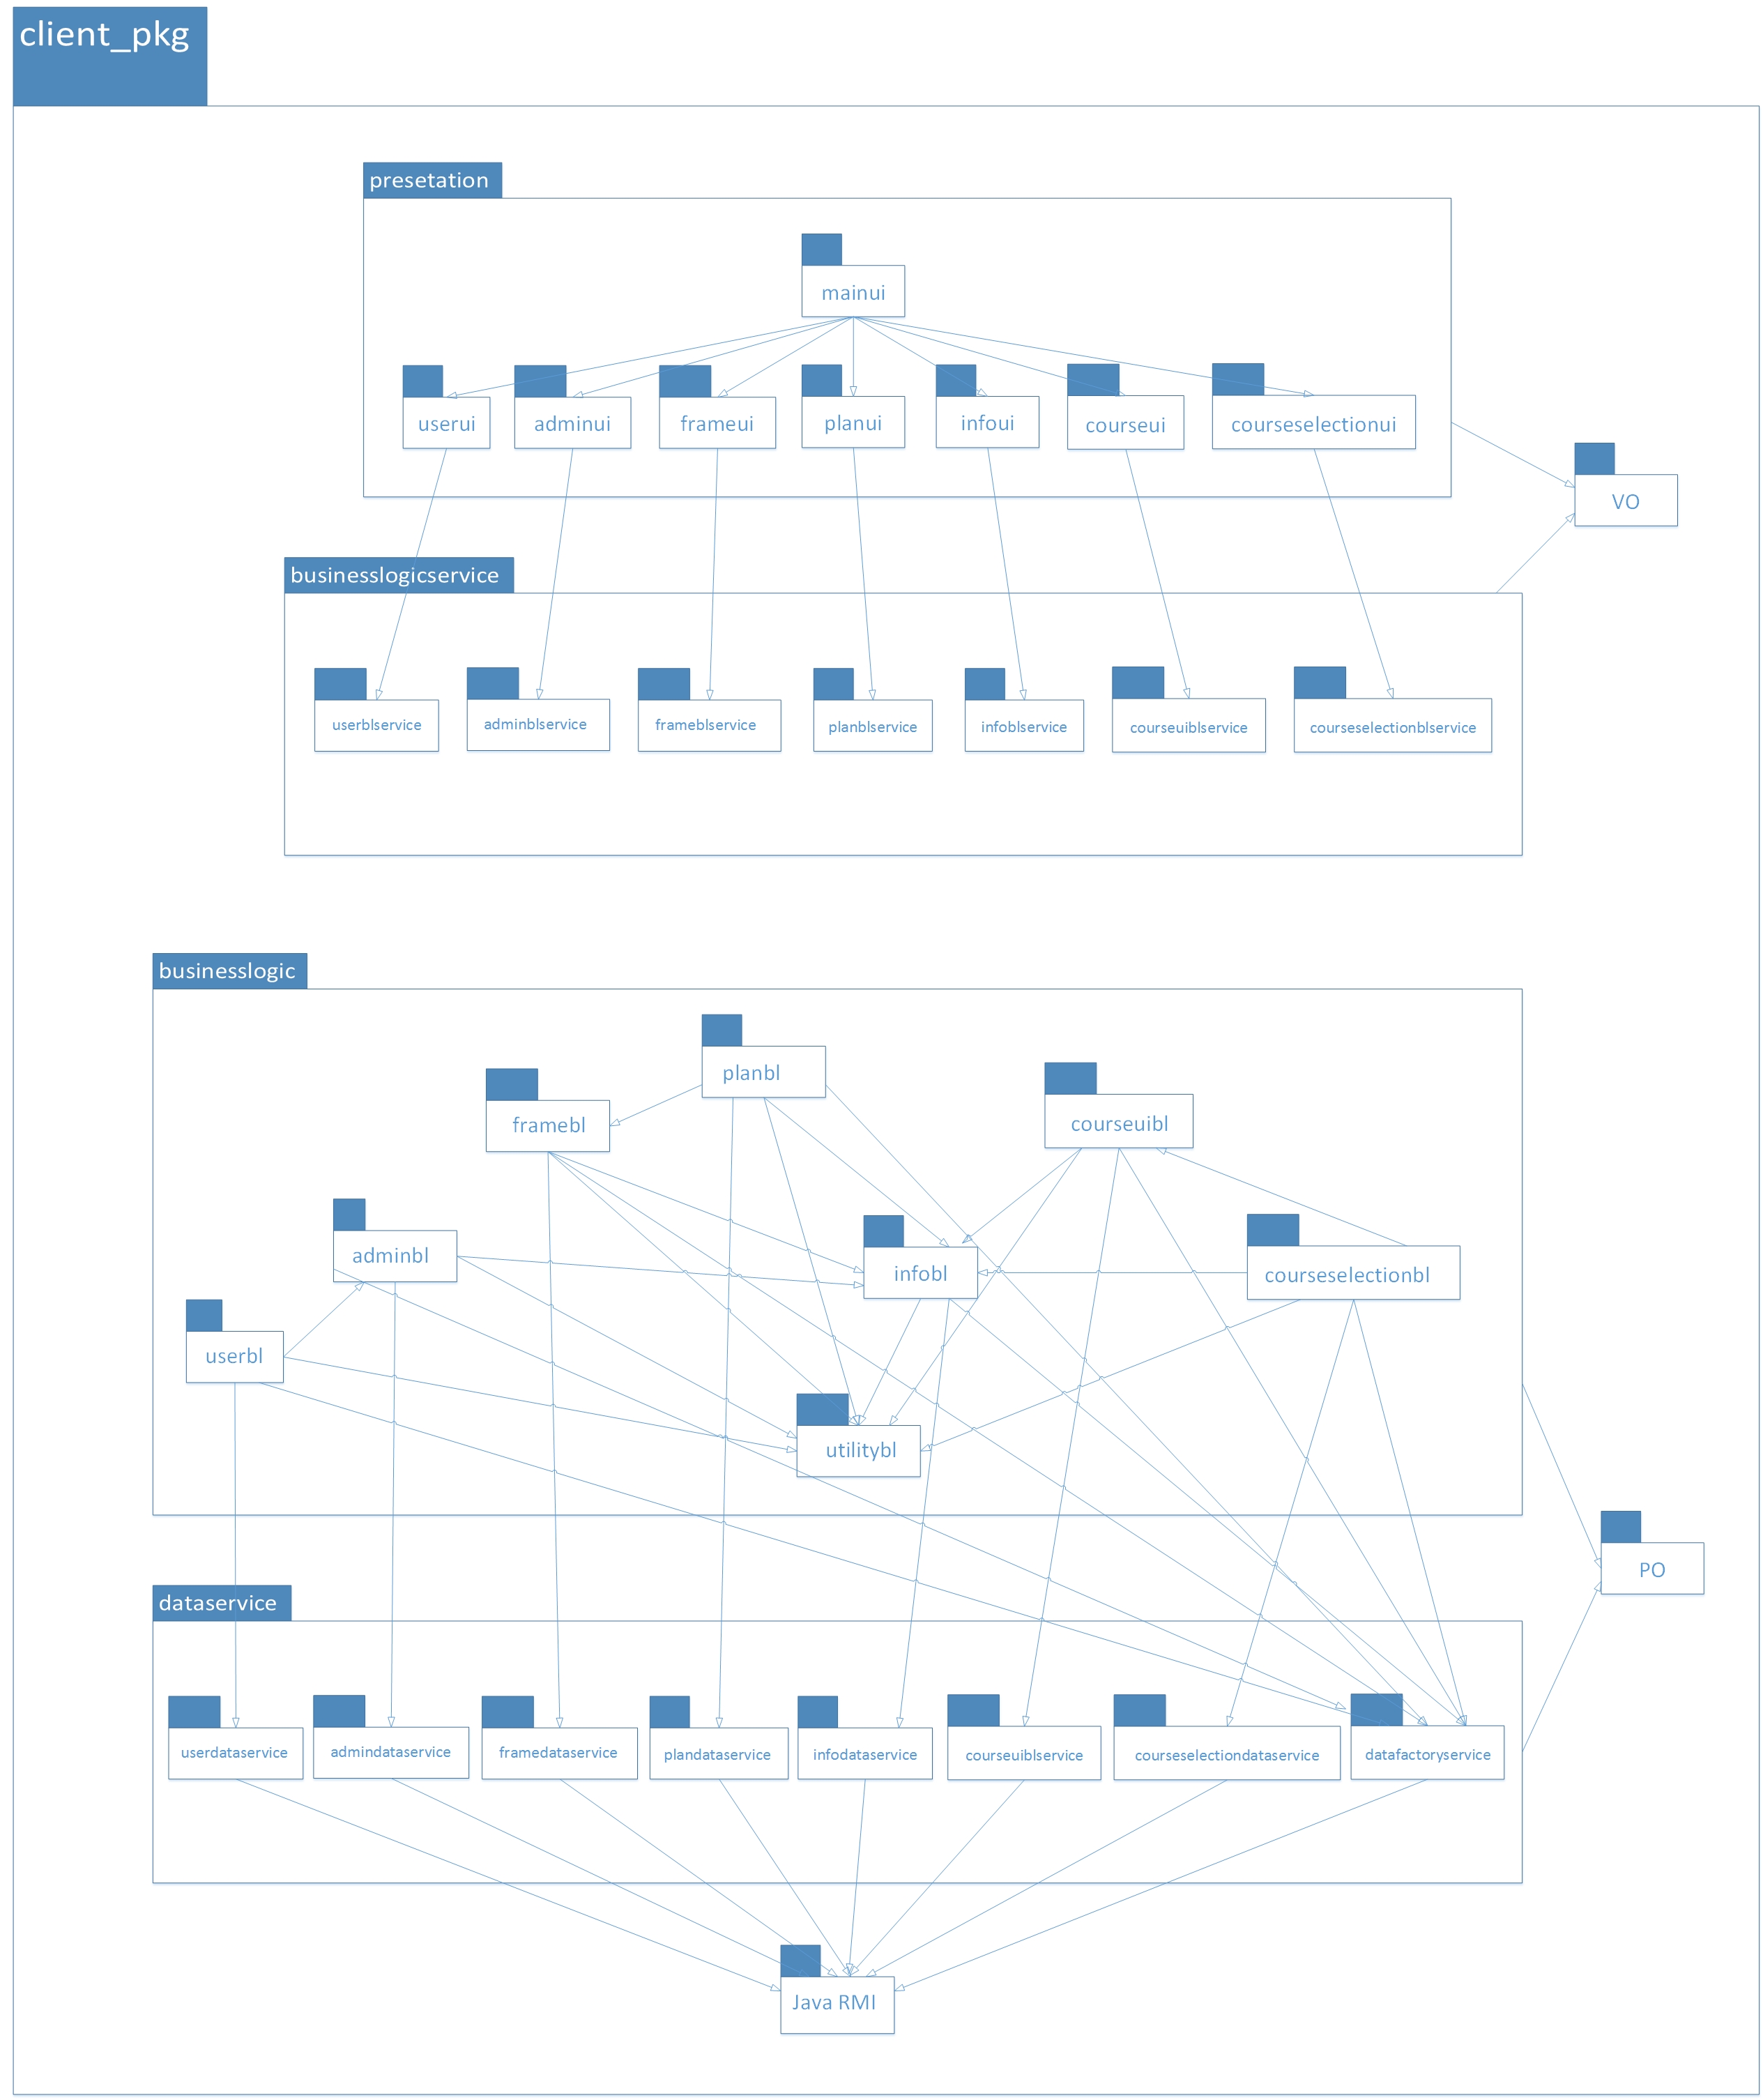 client_pkg
presetation
mainui
userui
adminui
frameui
planui
infoui
courseui
courseselectionui
VO
businesslogicservice
userblservice
adminblservice
frameblservice
planblservice
infoblservice
courseuiblservice
courseselectionblservice
businesslogic
planbl
framebl
courseuibl
adminbl
infobl
courseselectionbl
userbl
utilitybl
PO
dataservice
userdataservice
admindataservice
framedataservice
plandataservice
infodataservice
courseuiblservice
courseselectiondataservice
datafactoryservice
Java RMI